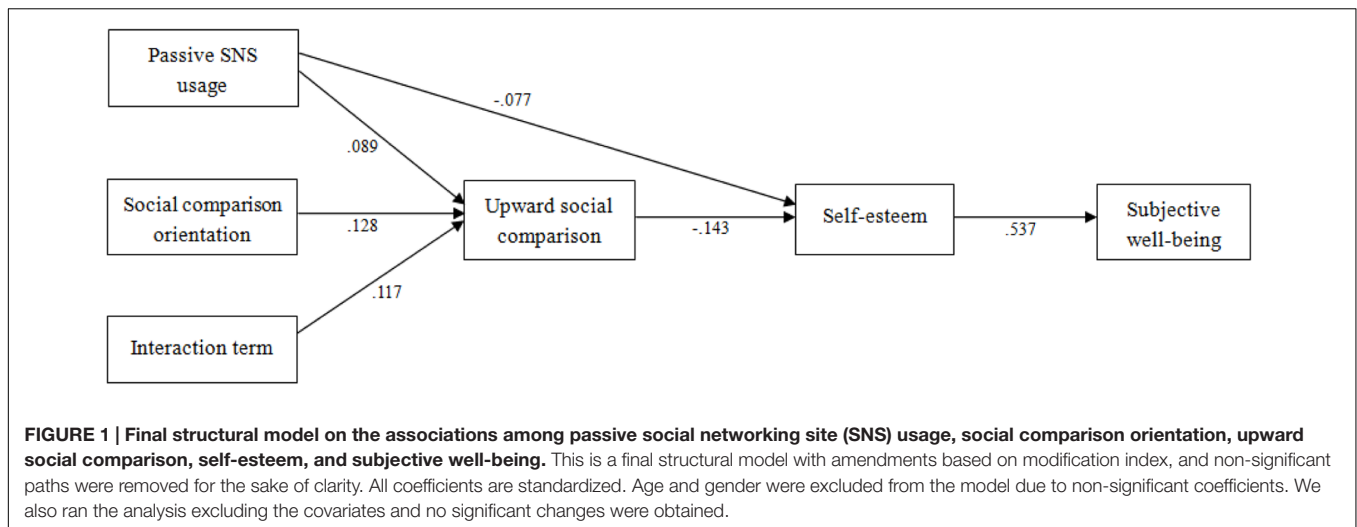 Passive SNS
usage
-.077
.089
Social comparison
orientation
.128
Upward social
comparison
-.143
Self-esteem
.537
Subjective
well-being
.117
Interaction term
FIGURE 1 | Final structural model on the associations among passive social networking site (SNS) usage, social comparison orientation, upward
social comparison, self-esteem, and subjective well-being. This is a final structural model with amendments based on modification index, and non-significant
paths were removed for the sake of clarity. All coefficients are standardized. Age and gender were excluded from the model due to non-significant coefficients. We
also ran the analysis excluding the covariates and no significant changes were obtained.